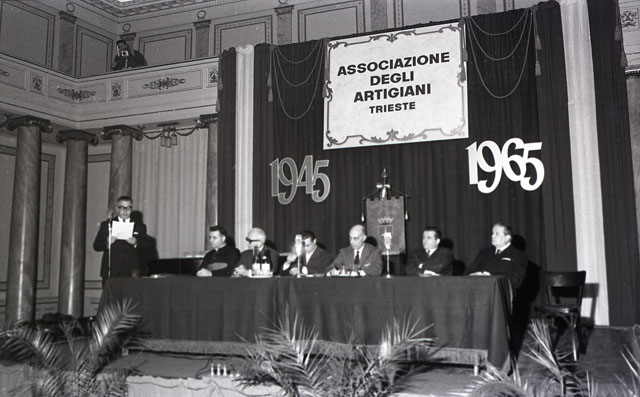 ASSOCIAZIONE
DEGLI
ARTIGIANI
TRIESTE
1945
1965